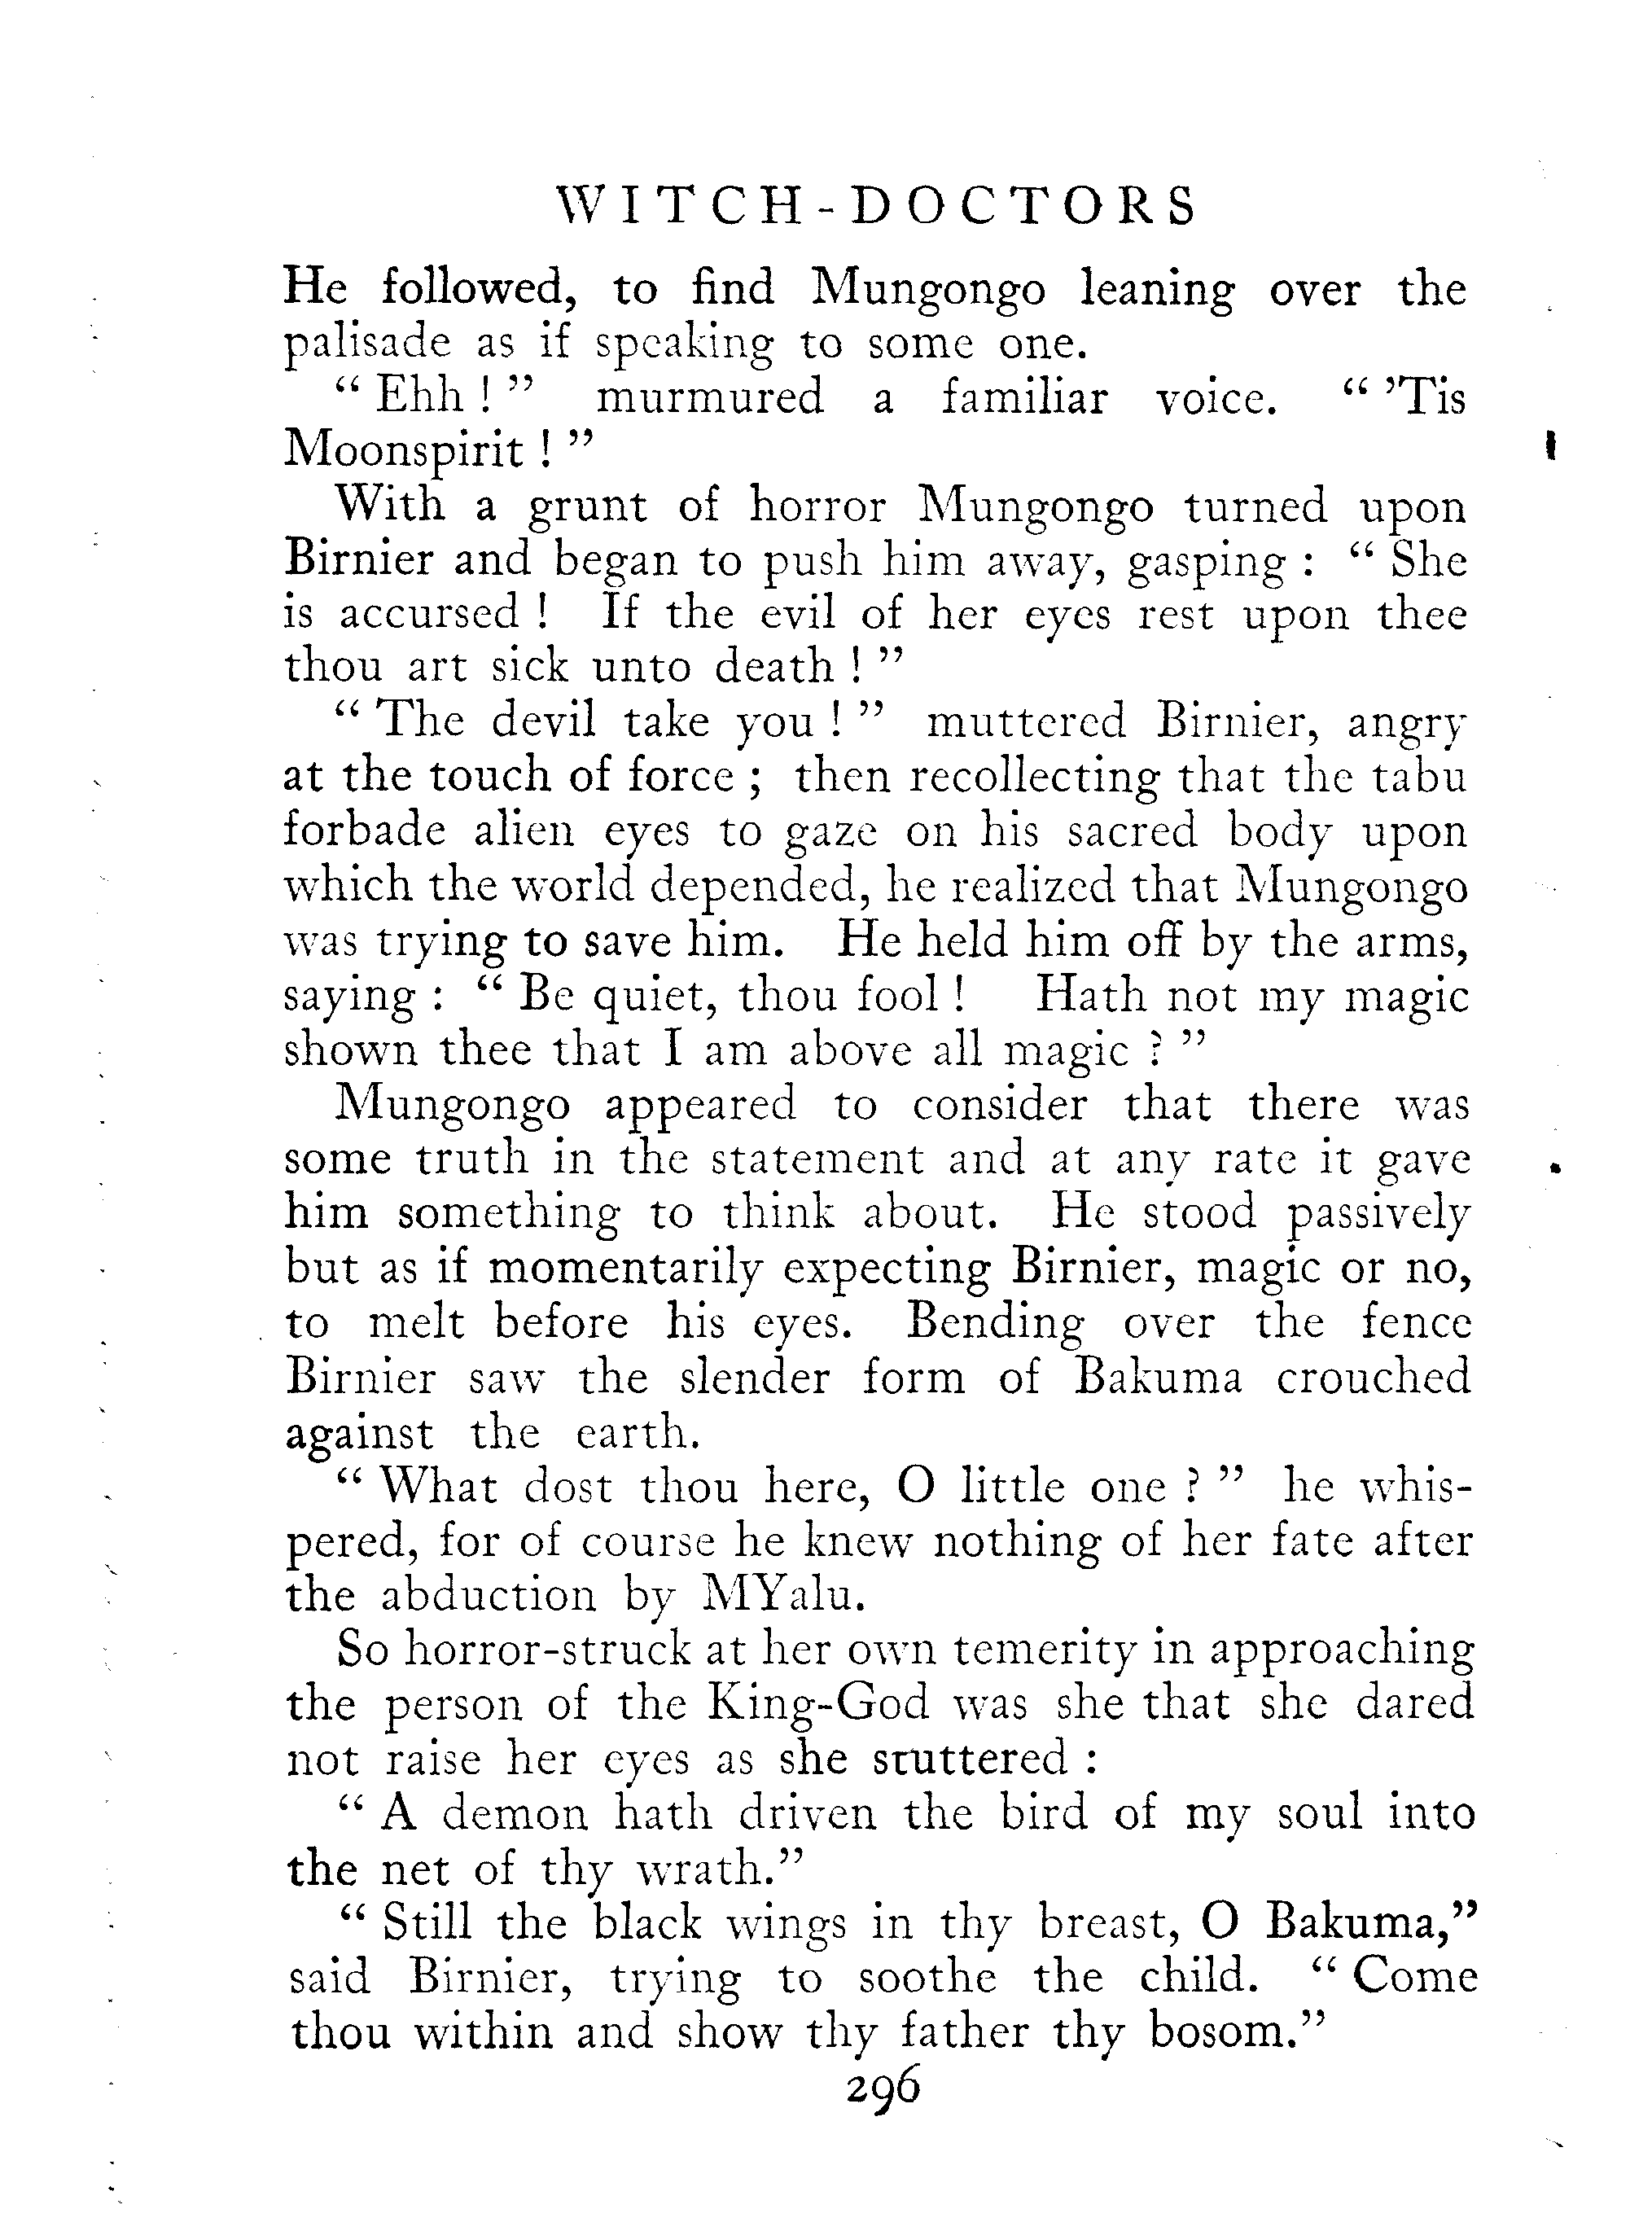 WITCH-DOCTORS
He followed, to find Mungongo leaning over the
palisade as if speaking to some one.
“ Ehh ! ” murmured a familiar voice. “ ’Tis
Moonspirit ! ”
With a grunt of horror Mungongo turned upon
Birnier and began to push him away, gasping : “ She
is accursed ! If the evil of her eyes rest upon thee
thou art sick unto death ! ”
“ The devil take you ! ” muttered Birnier, angry
at the touch of force ; then recollecting that the tabu
forbade alien eyes to gaze on his sacred body upon
which the world depended, he realized that Mungongo
was trying to save him. He held him off by the arms,
saying : “ Be quiet, thou fool ! Hath not my magic
shown thee that I am above all magic ? ”
Mungongo appeared to consider that there was
some truth in the statement and at any rate it gave
him something to think about. He stood passively
but as if momentarily expecting Birnier, magic or no,
to melt before his eyes. Bending over the fence
Birnier saw the slender form of Bakuma crouched
against the earth.
“ What dost thou here, O little one ? ” he whis-
pered, for of course he knew nothing of her fate after
the abduction by MYalu.
So horror-struck at her own temerity in approaching
the person of the King-God was she that she dared
not raise her eyes as she stuttered :
“ A demon hath driven the bird of my soul into
the net of thy wrath.”
“ Still the black wings in thy breast, O Bakuma,”
said Birnier, trying to soothe the child. “ Come
thou within and show thy father thy bosom.”
296